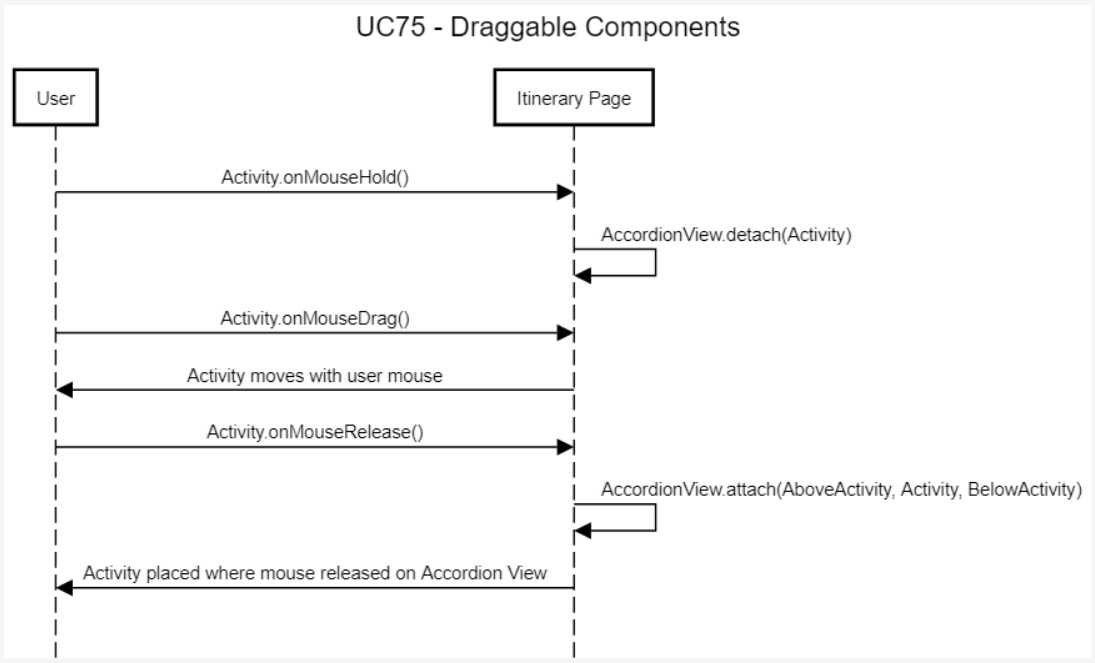 UC75 - Draggable Components
User
Itinerary Page
Activity.onMouseHold()
AccordionView.detach(Activity)
Activity.onMouseDrag()
Activity moves with user mouse
Activity.onMouseRelease()
AccordionView.attach(AboveActivity, Activity, BelowActivity)
Activity placed where mouse released on Accordion View